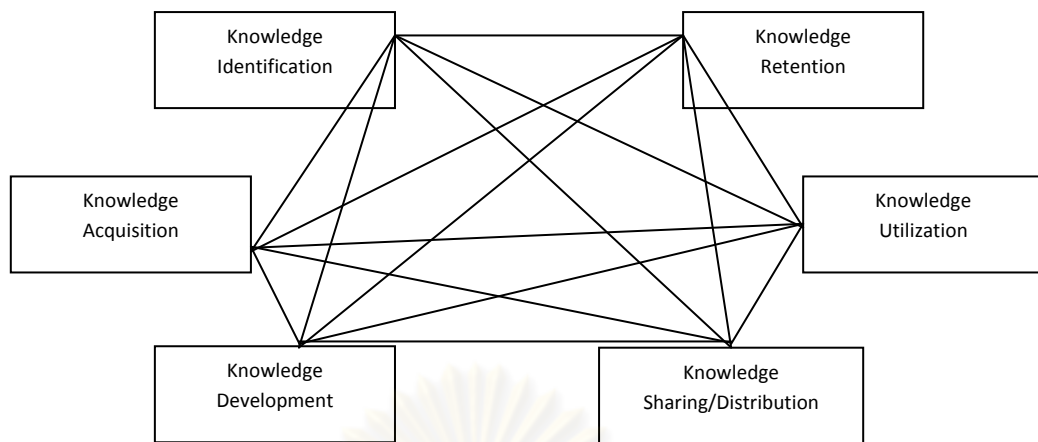 Knowledge
Identification
Knowledge
Retention
Knowledge
Acquisition
Knowledge
Utilization
Knowledge
Development
Knowledge
Sharing/Distribution